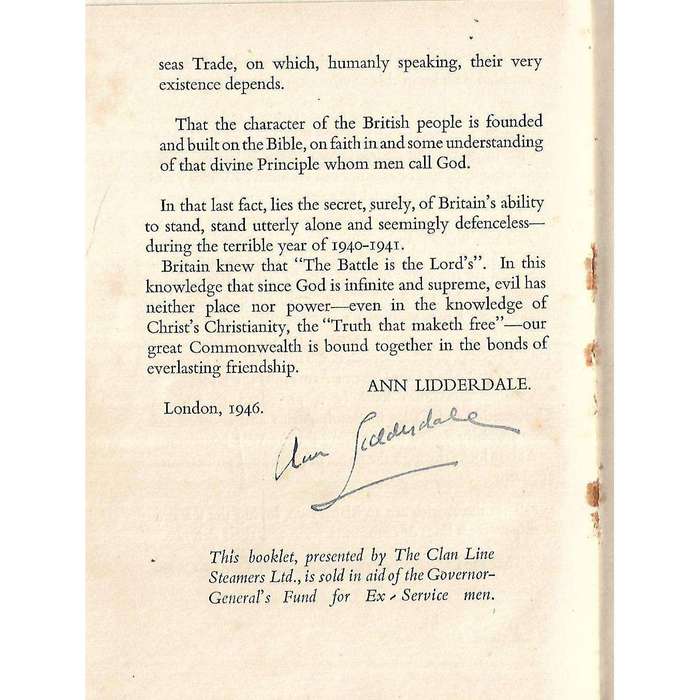 seas Trade, on which, humanly speaking, their very
existence depends.
That the character of the British people is founded
and built on the Bible, on faith in and some understanding
of that divine Principle whom men call God.
In that last fact, lies the secret, surely, of Britain's ability
to stand, stand utterly alone and seemingly defenceless—
during the terrible year of 1940-1941.
Britain knew that "The Battle is the Lord's". In this
knowledge that since God is infinite and supreme, evil has
neither place nor power—even in the knowledge of
Christ's Christianity, the "Truth that maketh free"—our
great Commonwealth is bound together in the bonds of
everlasting friendship.
ANN LIDDERDALE.
London, 1946.
Ann Lidderdale
This booklet, presented by The Clan Line
Steamers Ltd., is sold in aid of the Governor-
General's Fund for Ex-Service men.